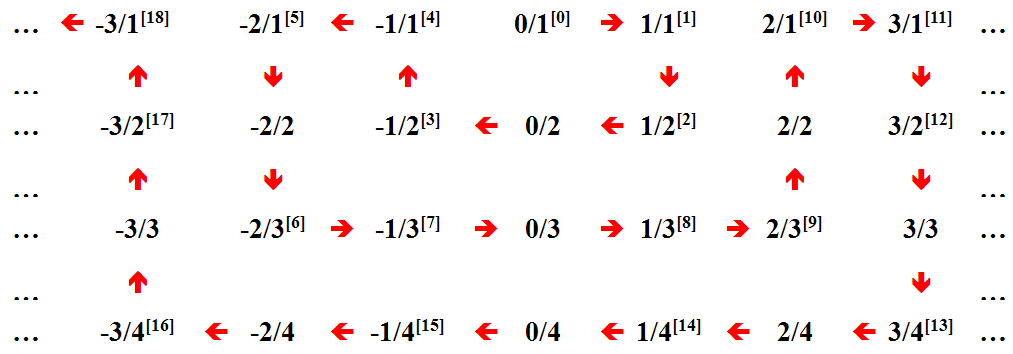 … -3/1[18] -2/1[5] -1/1[4] 0/1[0] 1/1[1] 2/1[10] 3/1[11] …
… …
… -3/2[17] -2/2 -1/2[3] 0/2 1/2[2] 2/2 3/2[12] …
… …
… -3/3 -2/3[6] -1/3[7] 0/3 1/3[8] 2/3[9] 3/3 …
… …
… -3/4[16] -2/4 -1/4[15] 0/4 1/4[14] 2/4 3/4[13] …